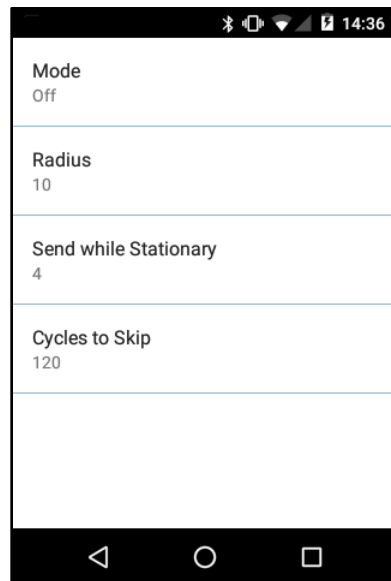 14:36
Mode
Off
Radius
10
Send while Stationary
4
Cycles to Skip
120